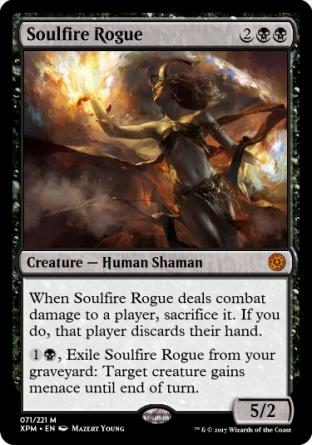 Soulfire Rogue 2
Creature — Human Shaman
When Soulfire Rogue deals combat
damage to a player, sacrifice it. If you
do, that player discards their hand.
1, Exile Soulfire Rogue from your
graveyard: Target creature gains
menace until end of turn.
5/2
071/221 M
XPM • EN Mazert Young
™ & © 2017 Wizards of the Coast